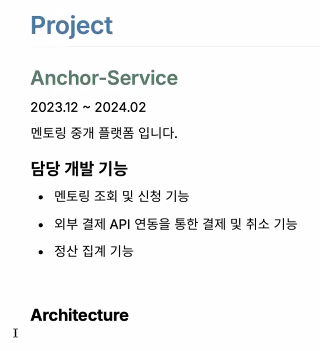 Project
Anchor-Service
2023.12 ~ 2024.02
멘토링 중개 플랫폼 입니다.
담당 개발 기능
• 멘토링 조회 및 신청 기능
• 외부 결제 API 연동을 통한 결제 및 취소 기능
• 정산 집계 기능
Architecture